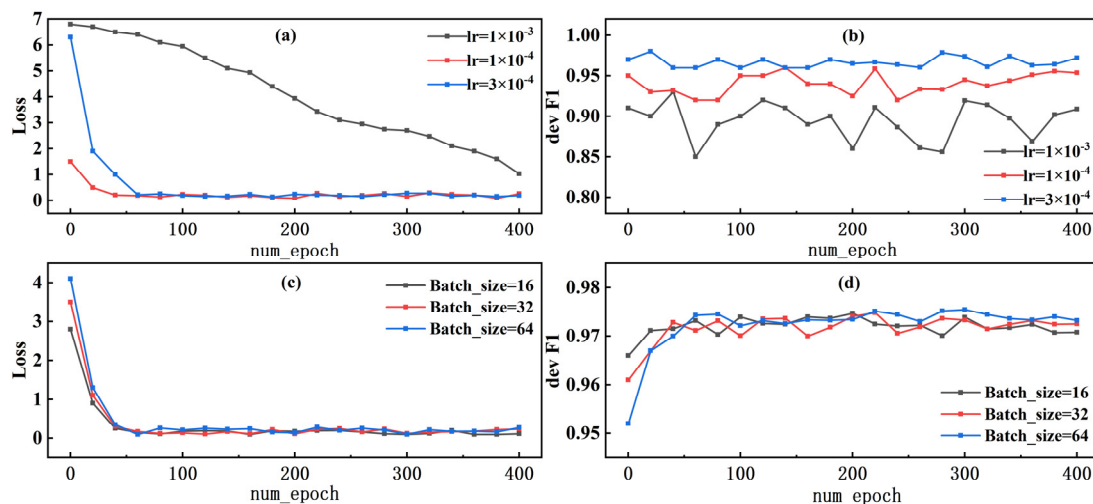 (a)
Loss
7
6
5
4
3
2
1
0
lr=1×10⁻³
lr=1×10⁻⁴
lr=3×10⁻⁴
0 100 200 300 400
num_epoch
(b)
dev F1
1.00
0.95
0.90
0.85
0.80
lr=1×10⁻³
lr=1×10⁻⁴
lr=3×10⁻⁴
0 100 200 300 400
num_epoch
(c)
Loss
4
3
2
1
0
Batch_size=16
Batch_size=32
Batch_size=64
0 100 200 300 400
num_epoch
(d)
dev F1
0.98
0.97
0.96
0.95
Batch_size=16
Batch_size=32
Batch_size=64
0 100 200 300 400
num_epoch